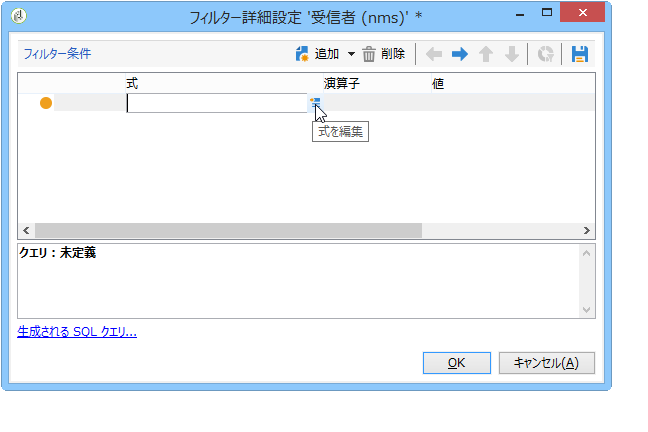 フィルター詳細設定 '受信者 (nms)' *
フィルター条件 追加 削除
式 演算子 値
式を編集
クエリ：未定義
生成される SQL クエリ...
OK キャンセル(A)